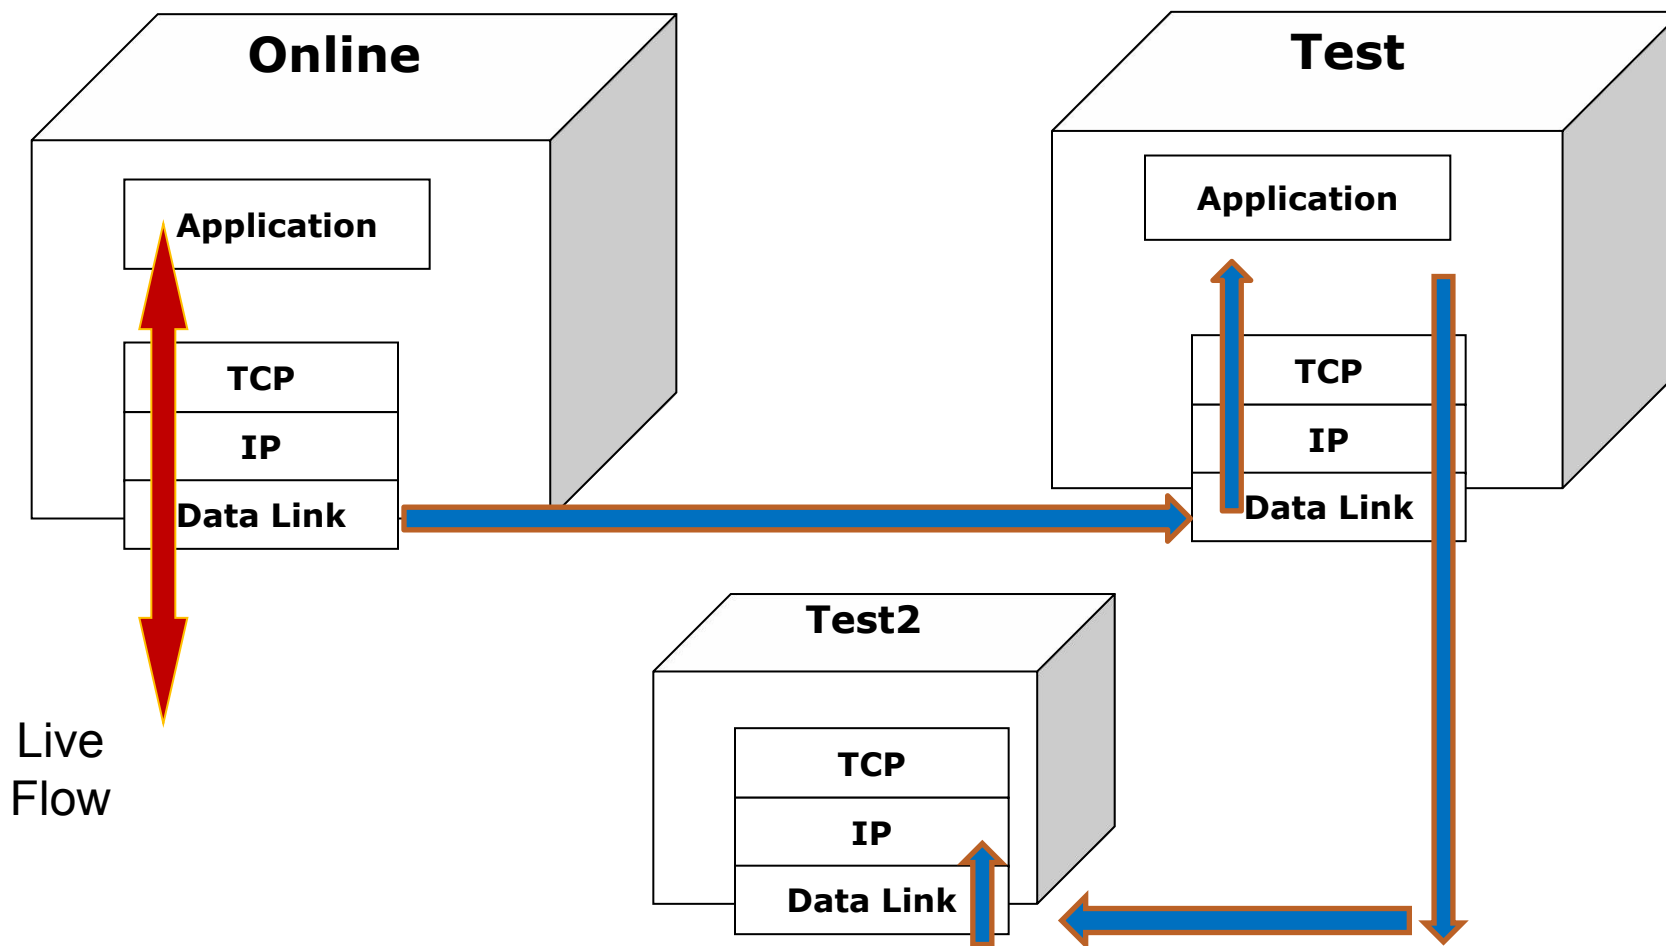 Online
Application
TCP
IP
Data Link
Live
Flow
Test
Application
TCP
IP
Data Link
Test2
TCP
IP
Data Link